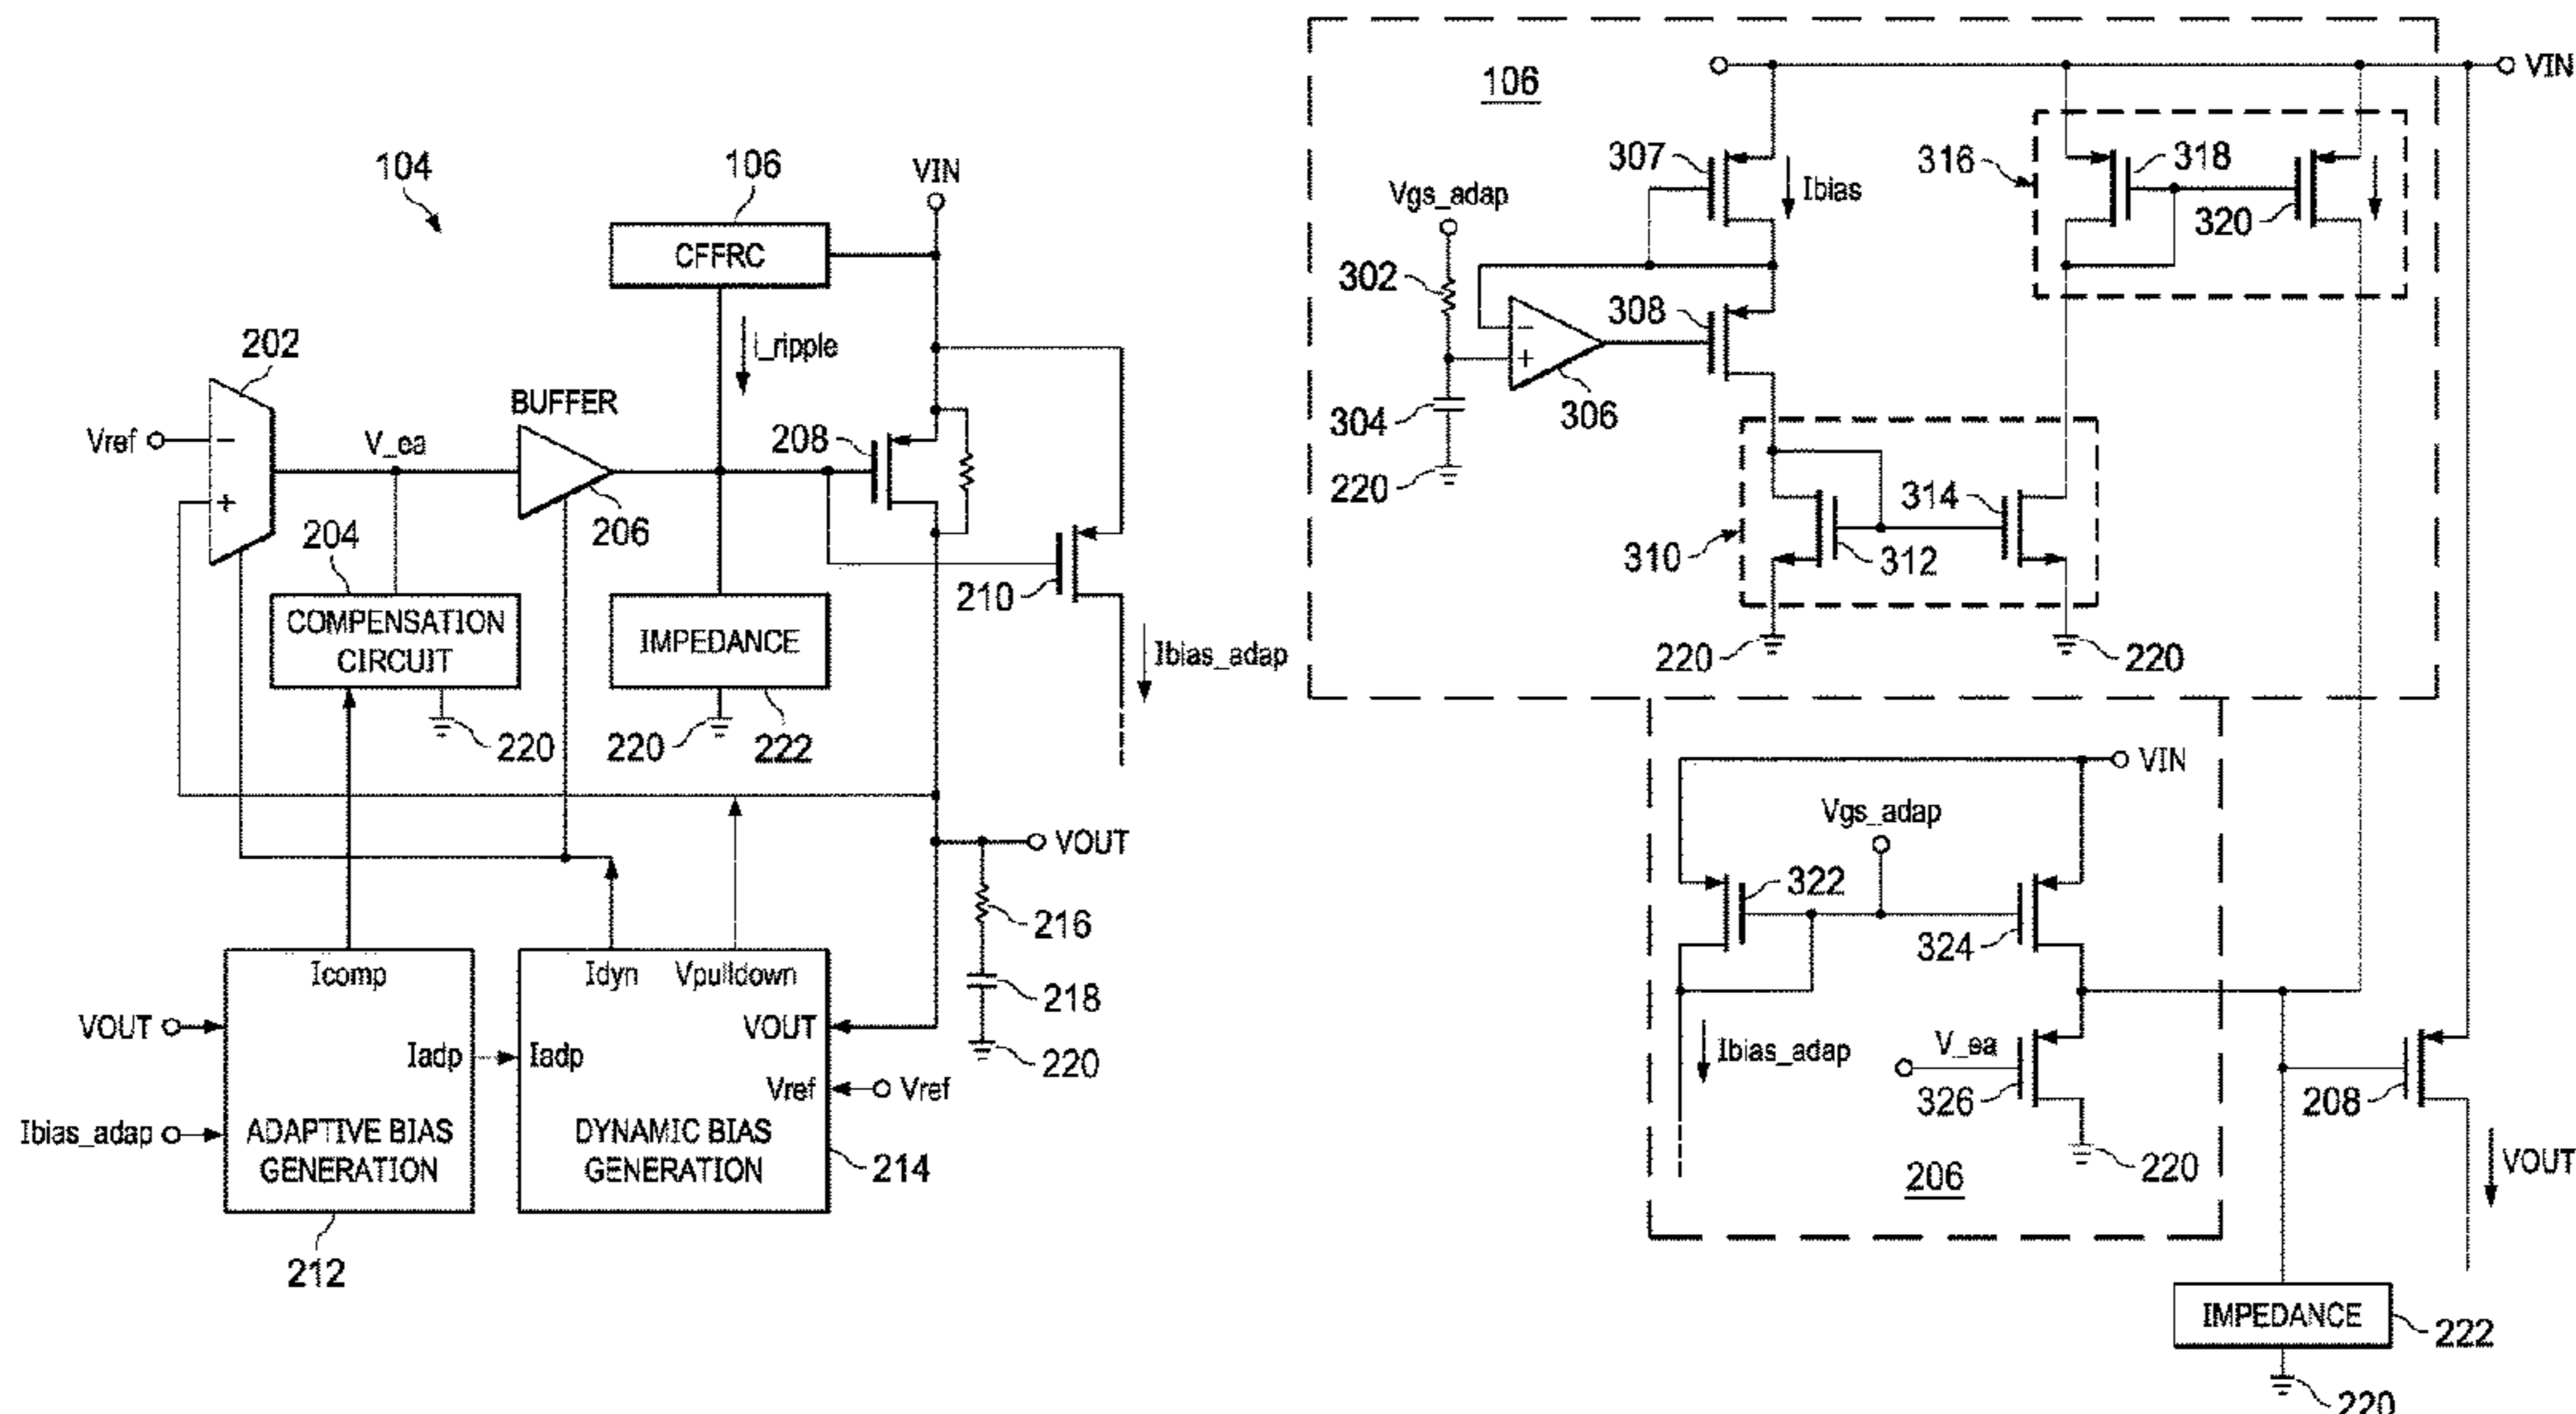 104
106
CFFRC
VIN
i_ripple
202
Vref
−
+
V_ea
BUFFER
206
208
210
204
COMPENSATION
CIRCUIT
220
IMPEDANCE
220
222
Ibias_adap
VOUT
216
218
220
Icomp
VOUT
Iadp
Ibias_adap
ADAPTIVE BIAS
GENERATION
212
Idyn
Vpulldown
VOUT
Iadp
Vref
Vref
DYNAMIC BIAS
GENERATION
214
106
VIN
307
Ibias
316
318
320
Vgs_adap
302
304
220
−
+
306
308
310
312
314
220
220
VIN
Vgs_adap
322
324
Ibias_adap
V_ea
326
220
206
208
VOUT
IMPEDANCE
222
220